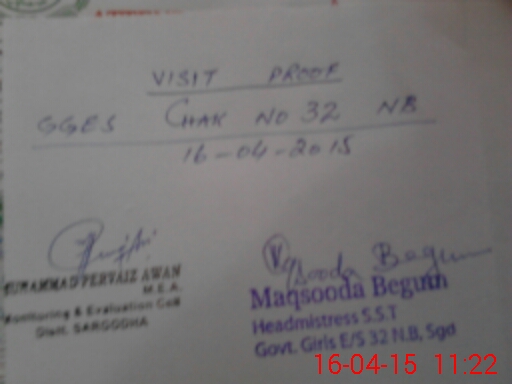 VISIT PROOF
GGES CHAK NO 32 NB
16-04-2015
MUHAMMAD PERVAIZ AWAN
M.E.A.
Monitoring & Evaluation Cell
Distt. SARGODHA
Maqsooda Begum
Maqsooda Begum
Headmistress S.S.T
Govt. Girls E/S 32 N.B, Sgd
16-04-15 11:22